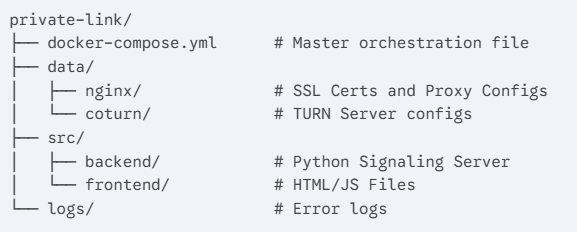 private-link/
├── docker-compose.yml      # Master orchestration file
├── data/
│   ├── nginx/              # SSL Certs and Proxy Configs
│   └── coturn/             # TURN Server configs
├── src/
│   ├── backend/            # Python Signaling Server
│   └── frontend/           # HTML/JS Files
└── logs/                   # Error logs